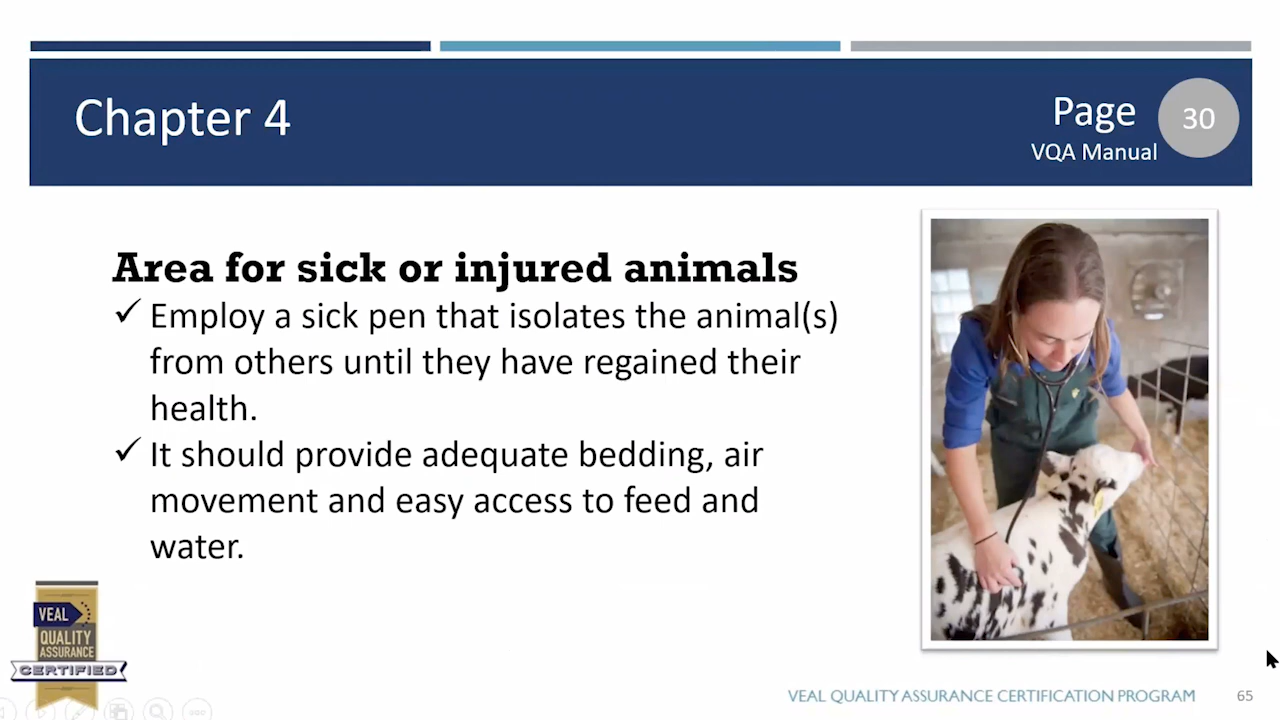 Chapter 4
Page
30
VQA Manual
Area for sick or injured animals
✓ Employ a sick pen that isolates the animal(s)
from others until they have regained their
health.
✓ It should provide adequate bedding, air
movement and easy access to feed and
water.
VEAL
QUALITY
ASSURANCE
CERTIFIED
VEAL QUALITY ASSURANCE CERTIFICATION PROGRAM
65